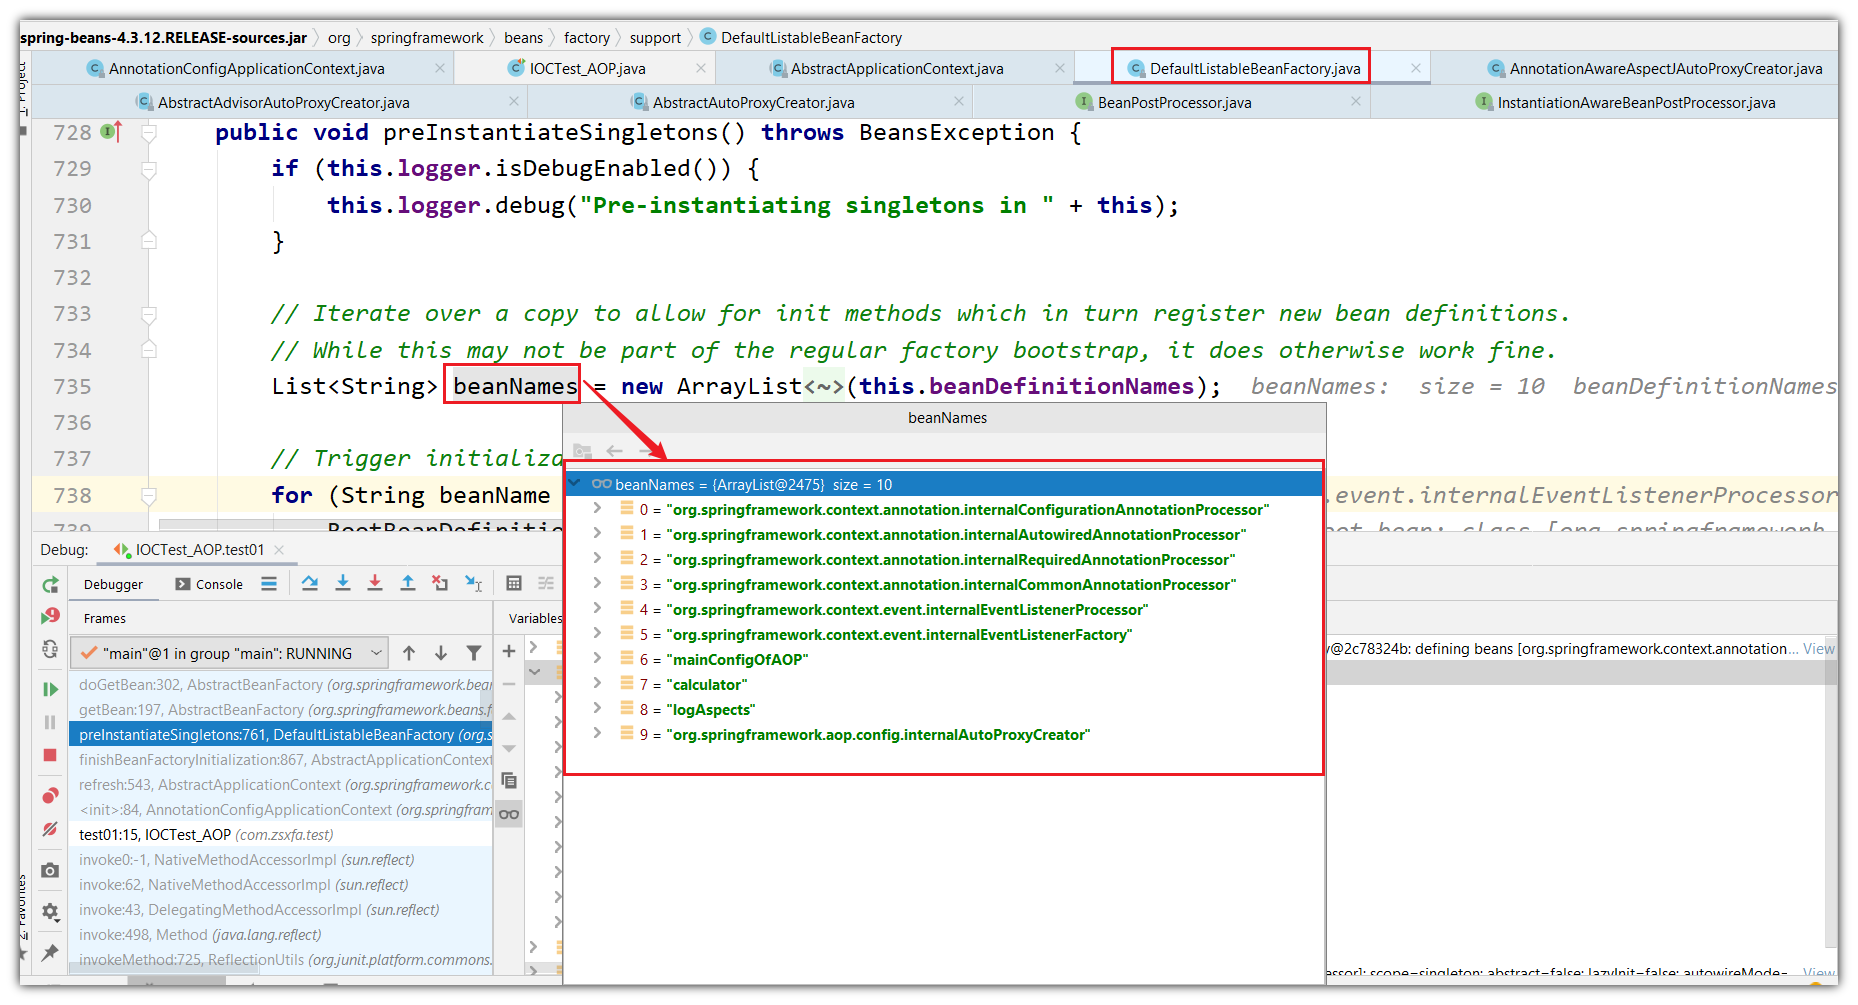 spring-beans-4.3.12.RELEASE-sources.jar org springframework beans factory support DefaultListableBeanFactory
AnnotationConfigApplicationContext.java IOCTest_AOP.java AbstractApplicationContext.java DefaultListableBeanFactory.java AnnotationAwareAspectJAutoProxyCreator.java
AbstractAdvisorAutoProxyCreator.java AbstractAutoProxyCreator.java BeanPostProcessor.java InstantiationAwareBeanPostProcessor.java
1: Project
728 public void preInstantiateSingletons() throws BeansException {
729 if (this.logger.isDebugEnabled()) {
730 this.logger.debug("Pre-instantiating singletons in " + this);
731 }
732
733 // Iterate over a copy to allow for init methods which in turn register new bean definitions.
734 // While this may not be part of the regular factory bootstrap, it does otherwise work fine.
735 List<String> beanNames = new ArrayList<~>(this.beanDefinitionNames); beanNames: size = 10 beanDefinitionNames
736
737 // Trigger initializa
738 for (String beanName .event.internalEventListenerProcessor
739 RootBeanDefinitio
beanNames
beanNames = {ArrayList@2475} size = 10
0 = "org.springframework.context.annotation.internalConfigurationAnnotationProcessor"
1 = "org.springframework.context.annotation.internalAutowiredAnnotationProcessor"
2 = "org.springframework.context.annotation.internalRequiredAnnotationProcessor"
3 = "org.springframework.context.annotation.internalCommonAnnotationProcessor"
4 = "org.springframework.context.event.internalEventListenerProcessor"
5 = "org.springframework.context.event.internalEventListenerFactory"
6 = "mainConfigOfAOP"
7 = "calculator"
8 = "logAspects"
9 = "org.springframework.aop.config.internalAutoProxyCreator"
Debug: IOCTest_AOP.test01
Debugger Console
Frames Variables
"main"@1 in group "main": RUNNING
y@2c78324b: defining beans [org.springframework.context.annotation... View
doGetBean:302, AbstractBeanFactory (org.springframework.bear
getBean:197, AbstractBeanFactory (org.springframework.beans.f
preInstantiateSingletons:761, DefaultListableBeanFactory (org.s
finishBeanFactoryInitialization:867, AbstractApplicationContext
refresh:543, AbstractApplicationContext (org.springframework.c
<init>:84, AnnotationConfigApplicationContext (org.springfram
test01:15, IOCTest_AOP (com.zsxfa.test)
invoke0:-1, NativeMethodAccessorImpl (sun.reflect)
invoke:62, NativeMethodAccessorImpl (sun.reflect)
invoke:43, DelegatingMethodAccessorImpl (sun.reflect)
invoke:498, Method (java.lang.reflect)
invokeMethod:725, ReflectionUtils (org.junit.platform.commons.
2: Favorites
essor]; scope=singleton; abstract=false; lazyInit=false; autowireMode= View